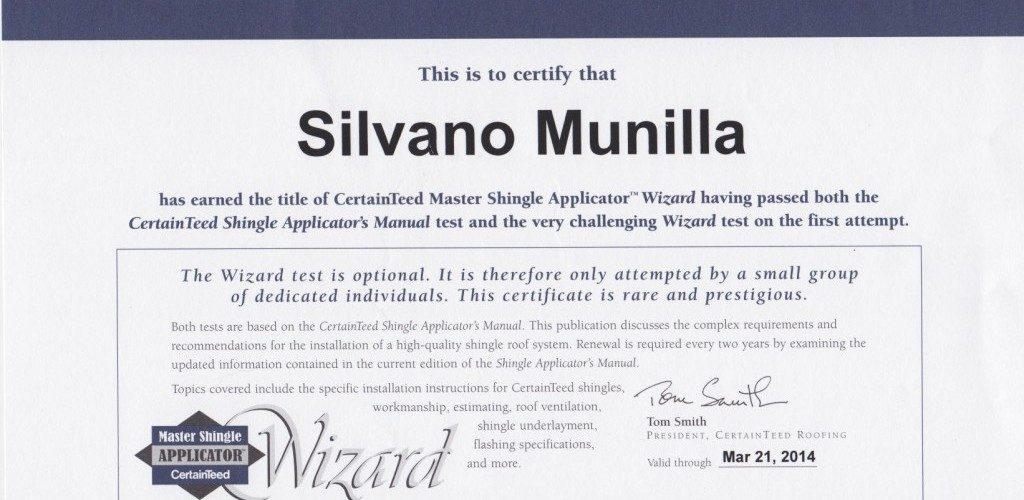 This is to certify that
Silvano Munilla
has earned the title of CertainTeed Master Shingle Applicator™ Wizard having passed both the
CertainTeed Shingle Applicator's Manual test and the very challenging Wizard test on the first attempt.
The Wizard test is optional. It is therefore only attempted by a small group
of dedicated individuals. This certificate is rare and prestigious.
Both tests are based on the CertainTeed Shingle Applicator's Manual. This publication discusses the complex requirements and
recommendations for the installation of a high-quality shingle roof system. Renewal is required every two years by examining the
updated information contained in the current edition of the Shingle Applicator's Manual.
Topics covered include the specific installation instructions for CertainTeed shingles,
workmanship, estimating, roof ventilation,
shingle underlayment,
flashing specifications,
and more.
Master Shingle
APPLICATOR™
CertainTeed
Wizard
Tom Smith
Tom Smith
PRESIDENT, CERTAINTEED ROOFING
Valid through Mar 21, 2014